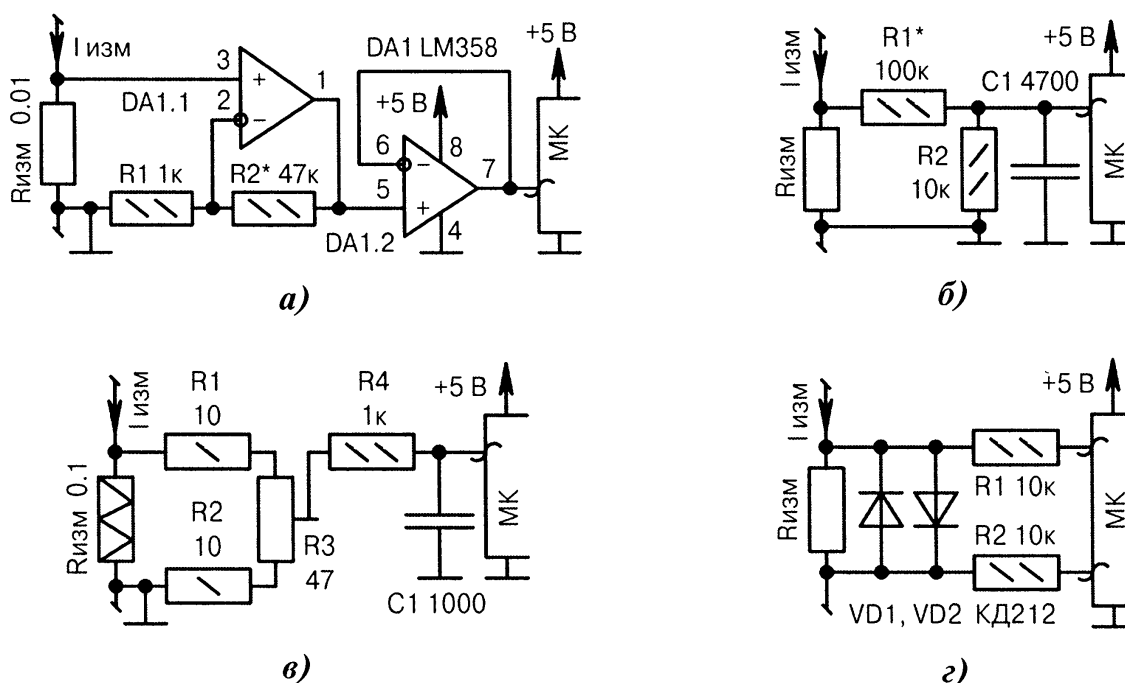 I изм
Rизм 0.01
3
+
DA1.1
2
−
1
R1 1к
R2* 47к
DA1 LM358
+5 В
6
−
8
5
+
7
4
DA1.2
+5 В
МК
а)
I изм
Rизм
R1*
100к
R2
10к
C1 4700
+5 В
МК
б)
I изм
Rизм 0.1
R1
10
R2
10
R3
47
R4
1к
C1 1000
+5 В
МК
в)
I изм
Rизм
VD1, VD2 КД212
R1 10к
R2 10к
+5 В
МК
г)